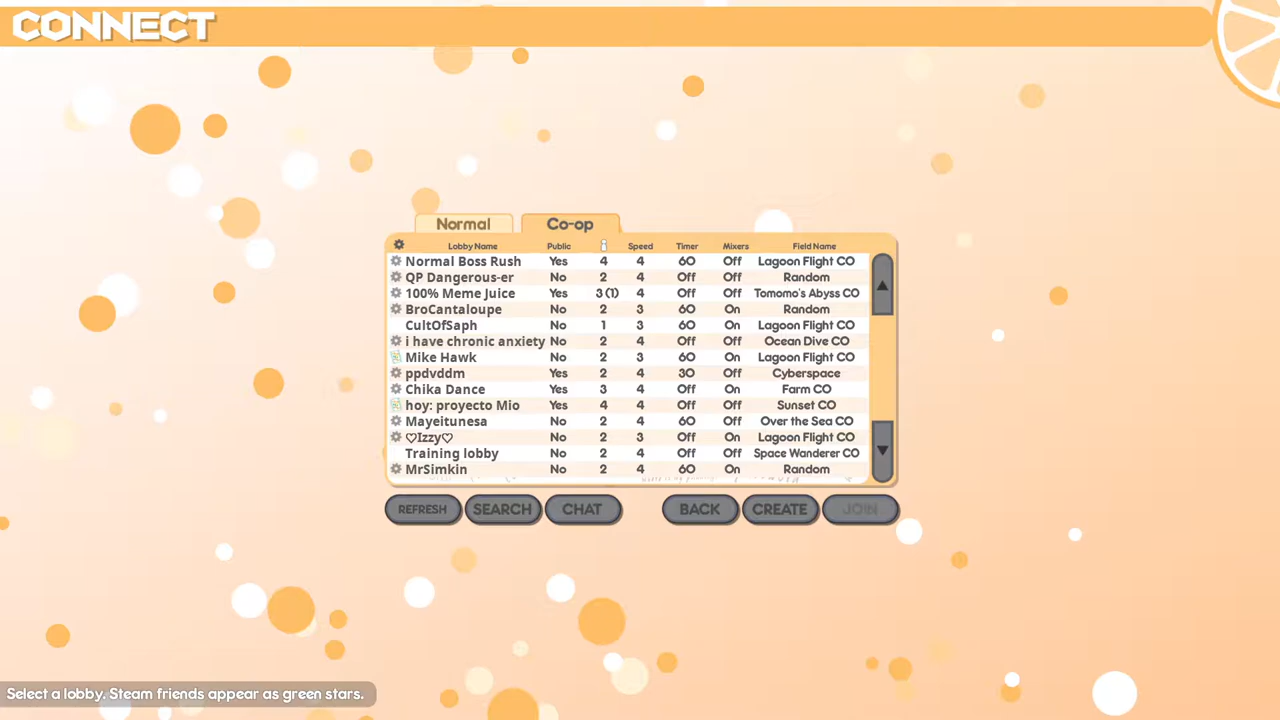 CONNECT
Normal Co-op
Lobby Name Public Speed Timer Mixers Field Name
Normal Boss Rush Yes 4 4 60 Off Lagoon Flight CO
QP Dangerous-er No 2 4 Off Off Random
100% Meme Juice Yes 3 (1) 4 Off Off Tomomo's Abyss CO
BroCantaloupe No 2 3 60 On Random
CultOfSaph No 1 3 60 On Lagoon Flight CO
i have chronic anxiety No 2 4 Off Off Ocean Dive CO
Mike Hawk No 2 3 60 On Lagoon Flight CO
ppdvddm Yes 2 4 30 Off Cyberspace
Chika Dance Yes 3 4 Off On Farm CO
hoy: proyecto Mio Yes 4 4 Off Off Sunset CO
Mayeitunesa No 2 4 60 Off Over the Sea CO
♡Izzy♡ No 2 3 Off On Lagoon Flight CO
Training lobby No 2 4 Off Off Space Wanderer CO
MrSimkin No 2 4 60 On Random
REFRESH SEARCH CHAT BACK CREATE JOIN
Select a lobby. Steam friends appear as green stars.